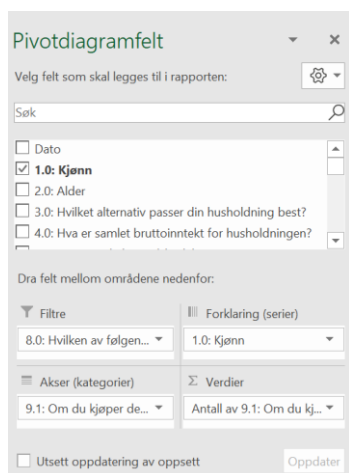 Pivotdiagramfelt
Velg felt som skal legges til i rapporten:
Søk
Dato
1.0: Kjønn
2.0: Alder
3.0: Hvilket alternativ passer din husholdning best?
4.0: Hva er samlet bruttoinntekt for husholdningen?
Dra felt mellom områdene nedenfor:
Filtre
Forklaring (serier)
8.0: Hvilken av følgen...
1.0: Kjønn
Akser (kategorier)
Σ Verdier
9.1: Om du kjøper de...
Antall av 9.1: Om du kj...
Utsett oppdatering av oppsett
Oppdater